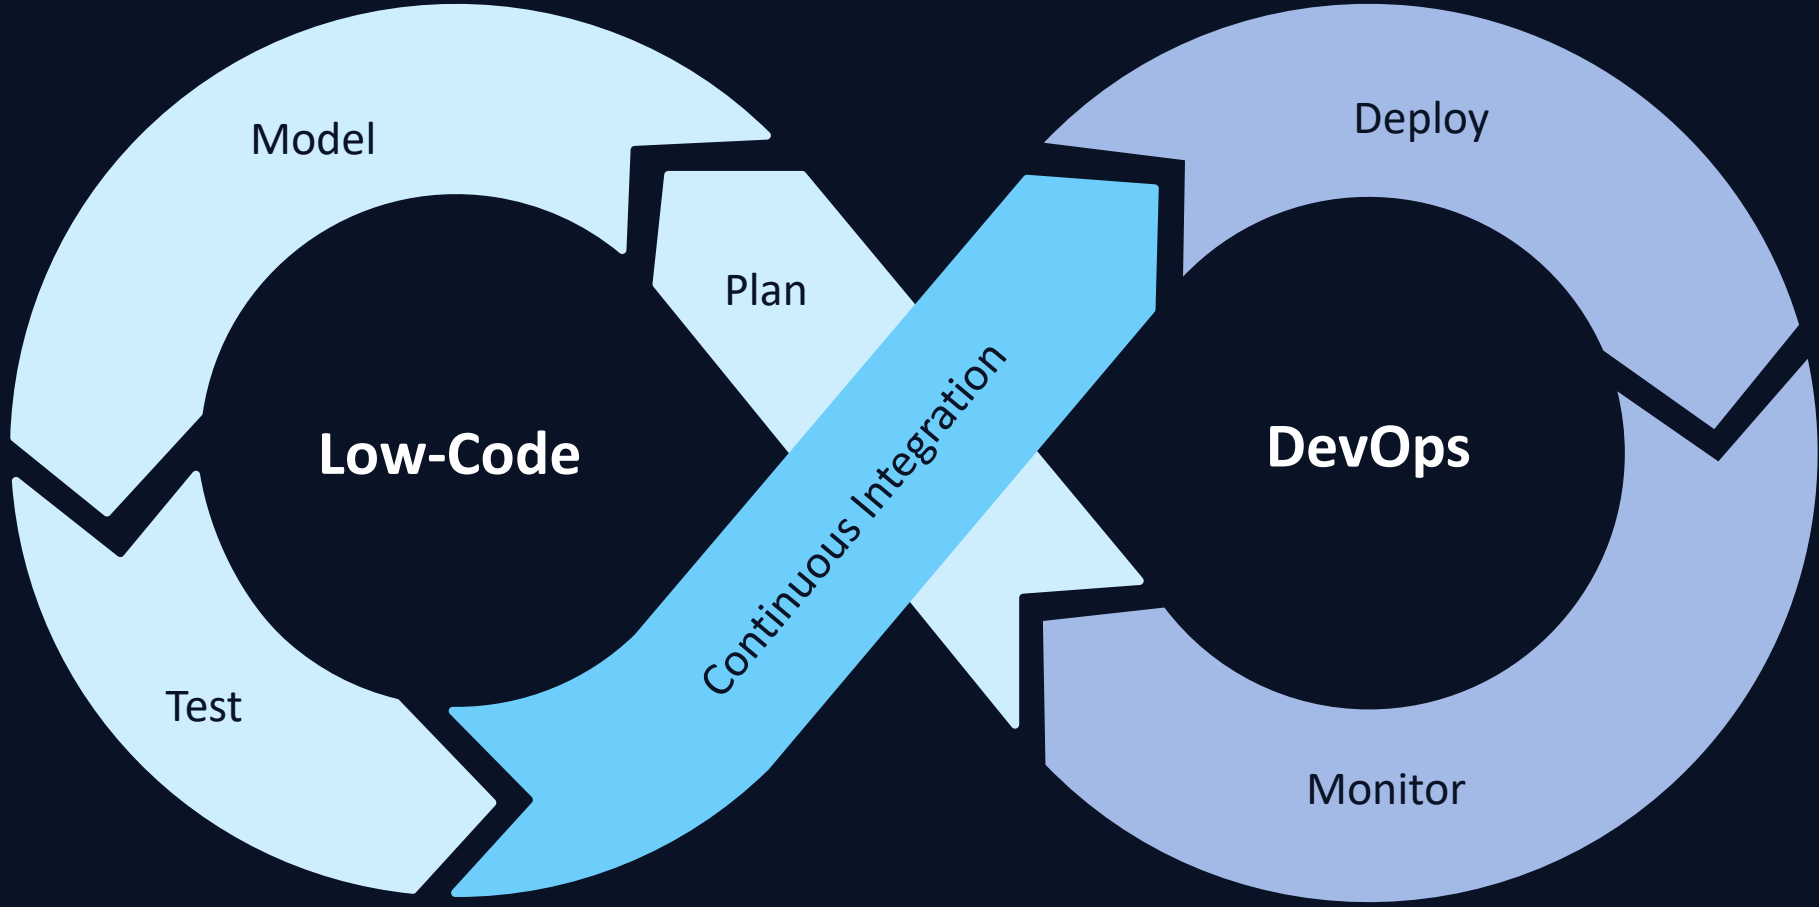 Model
Deploy
Plan
Low-Code
DevOps
Continuous Integration
Test
Monitor